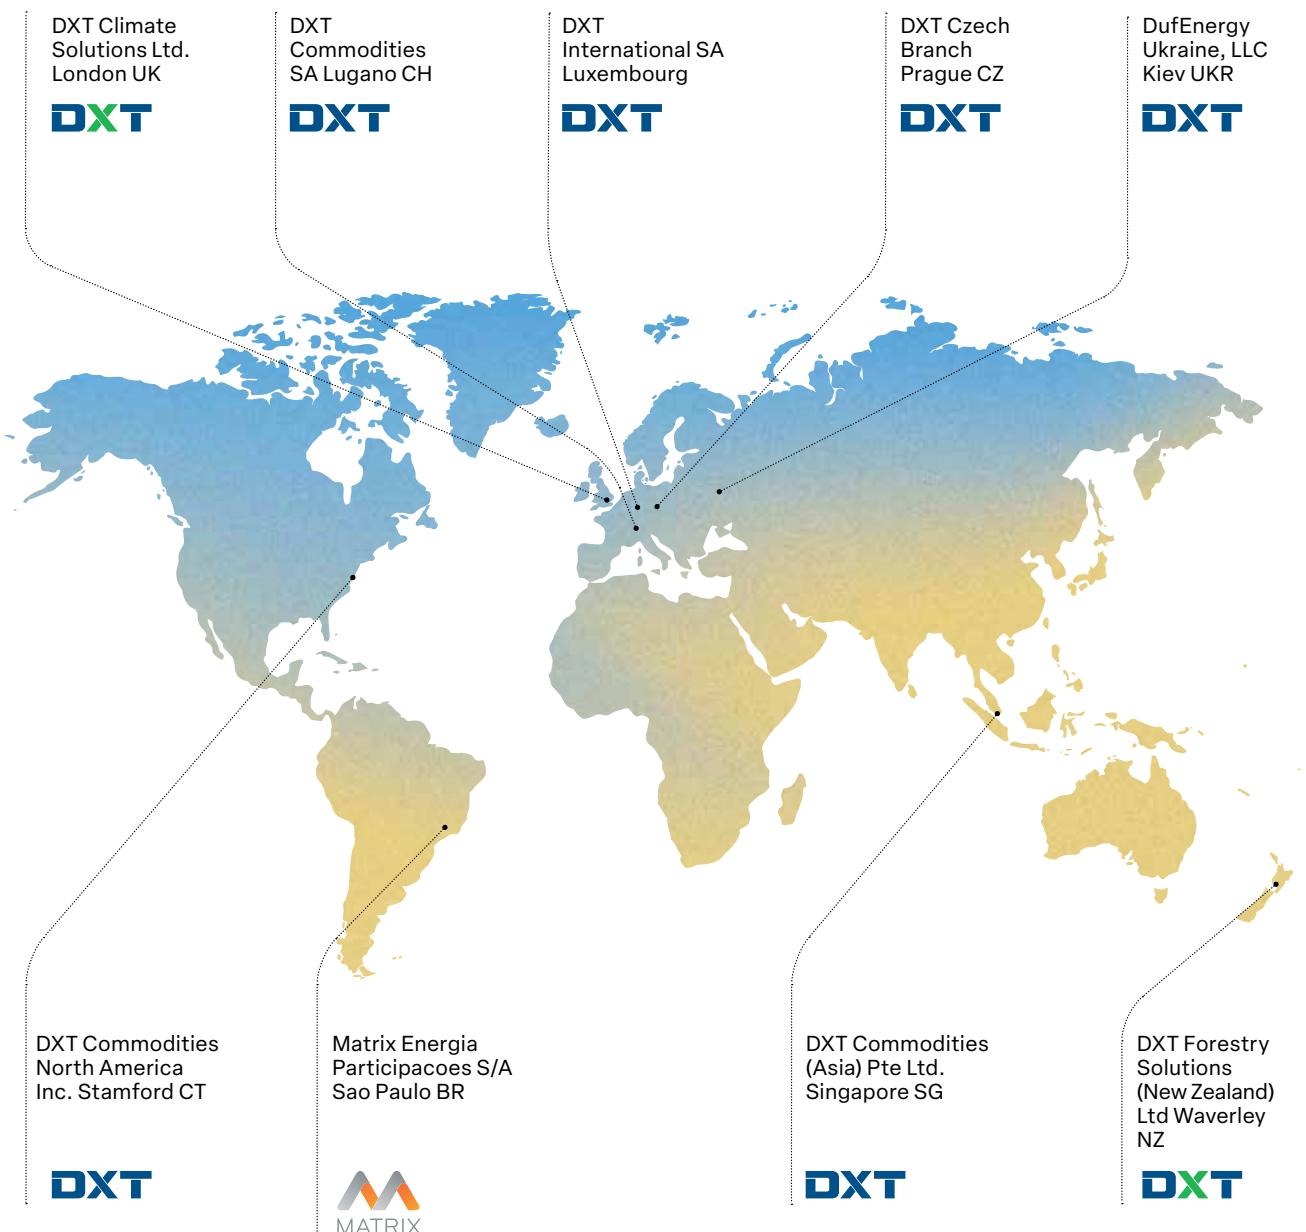 DXT Climate
Solutions Ltd.
London UK
DXT
DXT
Commodities
SA Lugano CH
DXT
DXT
International SA
Luxembourg
DXT
DXT Czech
Branch
Prague CZ
DXT
DufEnergy
Ukraine, LLC
Kiev UKR
DXT
DXT Commodities
North America
Inc. Stamford CT
DXT
Matrix Energia
Participacoes S/A
Sao Paulo BR
MATRIX
DXT Commodities
(Asia) Pte Ltd.
Singapore SG
DXT
DXT Forestry
Solutions
(New Zealand)
Ltd Waverley
NZ
DXT